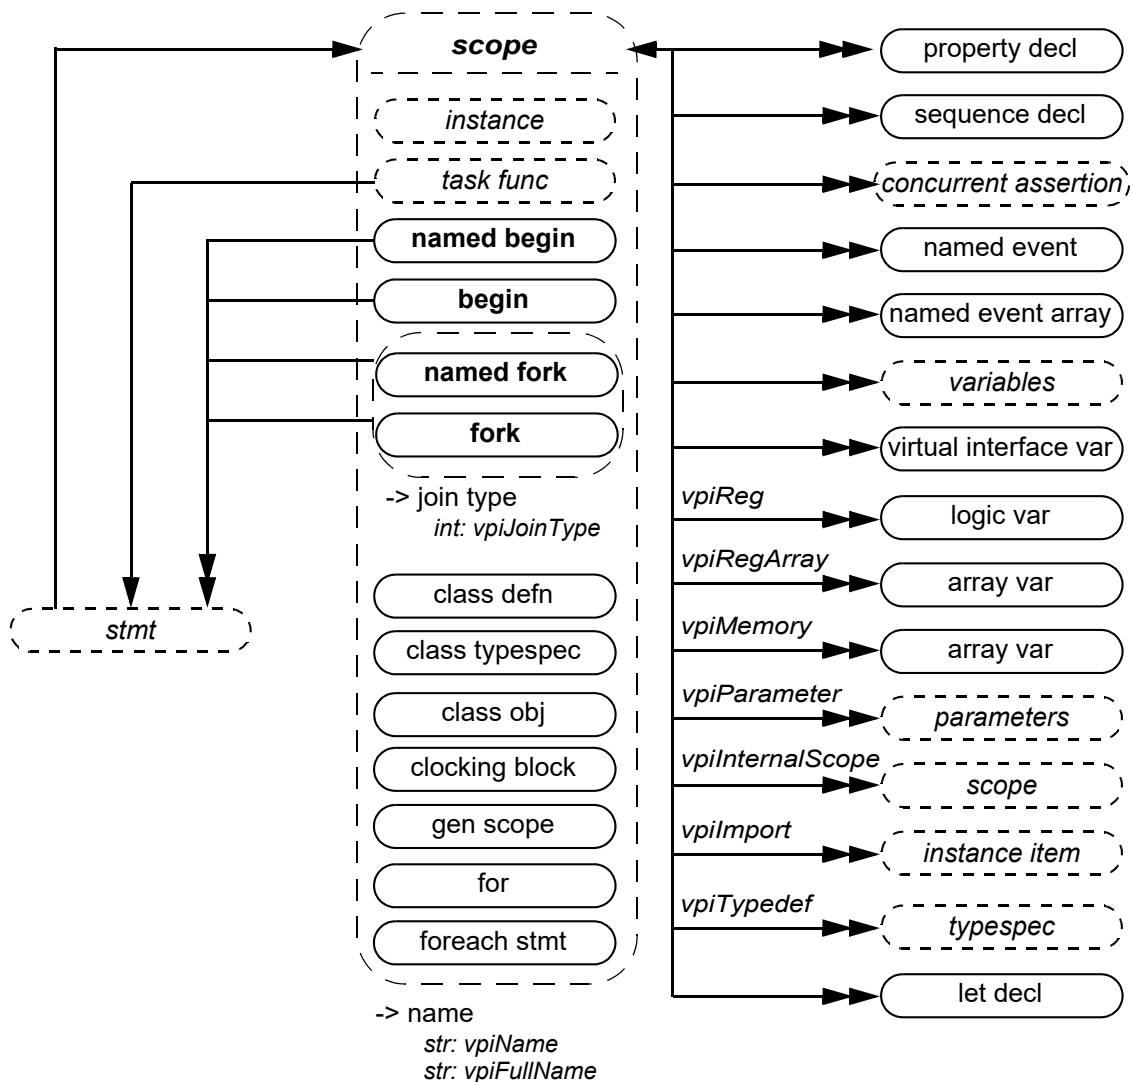 scope
instance
task func
named begin
begin
named fork
fork
-> join type
int: vpiJoinType
class defn
class typespec
class obj
clocking block
gen scope
for
foreach stmt
-> name
str: vpiName
str: vpiFullName
stmt
property decl
sequence decl
concurrent assertion
named event
named event array
variables
virtual interface var
vpiReg
logic var
vpiRegArray
array var
vpiMemory
array var
vpiParameter
parameters
vpiInternalScope
scope
vpiImport
instance item
vpiTypedef
typespec
let decl